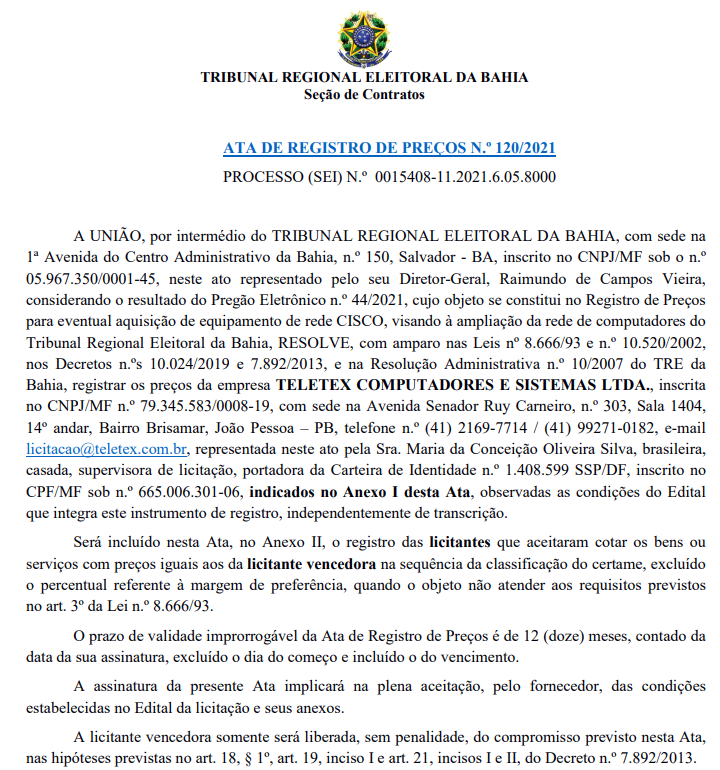 TRIBUNAL REGIONAL ELEITORAL DA BAHIA
Seção de Contratos
ATA DE REGISTRO DE PREÇOS N.º 120/2021
PROCESSO (SEI) N.º 0015408-11.2021.6.05.8000
A UNIÃO, por intermédio do TRIBUNAL REGIONAL ELEITORAL DA BAHIA, com sede na
1ª Avenida do Centro Administrativo da Bahia, n.º 150, Salvador - BA, inscrito no CNPJ/MF sob o n.º
05.967.350/0001-45, neste ato representado pelo seu Diretor-Geral, Raimundo de Campos Vieira,
considerando o resultado do Pregão Eletrônico n.º 44/2021, cujo objeto se constitui no Registro de Preços
para eventual aquisição de equipamento de rede CISCO, visando à ampliação da rede de computadores do
Tribunal Regional Eleitoral da Bahia, RESOLVE, com amparo nas Leis nº 8.666/93 e n.º 10.520/2002,
nos Decretos n.ºs 10.024/2019 e 7.892/2013, e na Resolução Administrativa n.º 10/2007 do TRE da
Bahia, registrar os preços da empresa TELETEX COMPUTADORES E SISTEMAS LTDA., inscrita
no CNPJ/MF n.º 79.345.583/0008-19, com sede na Avenida Senador Ruy Carneiro, n.º 303, Sala 1404,
14º andar, Bairro Brisamar, João Pessoa – PB, telefone n.º (41) 2169-7714 / (41) 99271-0182, e-mail
licitacao@teletex.com.br, representada neste ato pela Sra. Maria da Conceição Oliveira Silva, brasileira,
casada, supervisora de licitação, portadora da Carteira de Identidade n.º 1.408.599 SSP/DF, inscrito no
CPF/MF sob n.º 665.006.301-06, indicados no Anexo I desta Ata, observadas as condições do Edital
que integra este instrumento de registro, independentemente de transcrição.
Será incluído nesta Ata, no Anexo II, o registro das licitantes que aceitaram cotar os bens ou
serviços com preços iguais aos da licitante vencedora na sequência da classificação do certame, excluído
o percentual referente à margem de preferência, quando o objeto não atender aos requisitos previstos
no art. 3º da Lei n.º 8.666/93.
O prazo de validade improrrogável da Ata de Registro de Preços é de 12 (doze) meses, contado da
data da sua assinatura, excluído o dia do começo e incluído o do vencimento.
A assinatura da presente Ata implicará na plena aceitação, pelo fornecedor, das condições
estabelecidas no Edital da licitação e seus anexos.
A licitante vencedora somente será liberada, sem penalidade, do compromisso previsto nesta Ata,
nas hipóteses previstas no art. 18, § 1º, art. 19, inciso I e art. 21, incisos I e II, do Decreto n.º 7.892/2013.